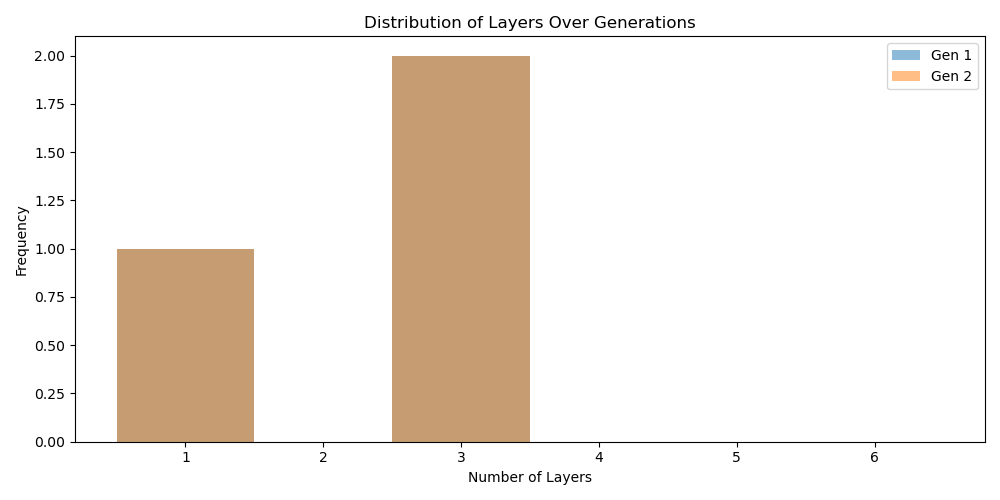 Distribution of Layers Over Generations
Gen 1
Gen 2
2.00
1.75
1.50
1.25
1.00
0.75
0.50
0.25
0.00
Frequency
1 2 3 4 5 6
Number of Layers